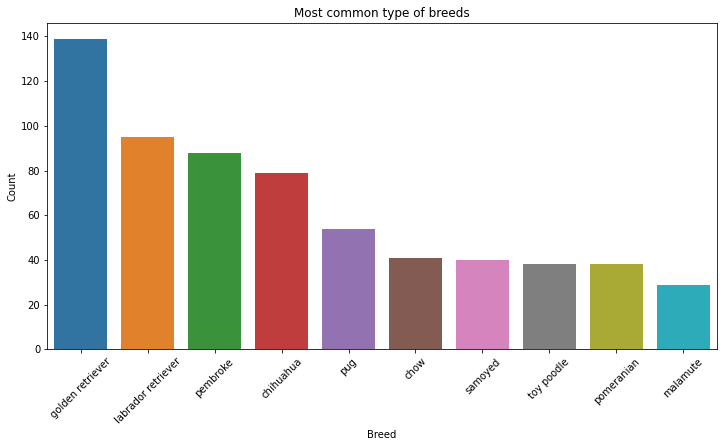 Most common type of breeds
Count
140
120
100
80
60
40
20
0
golden retriever
labrador retriever
pembroke
chihuahua
pug
chow
samoyed
toy poodle
pomeranian
malamute
Breed